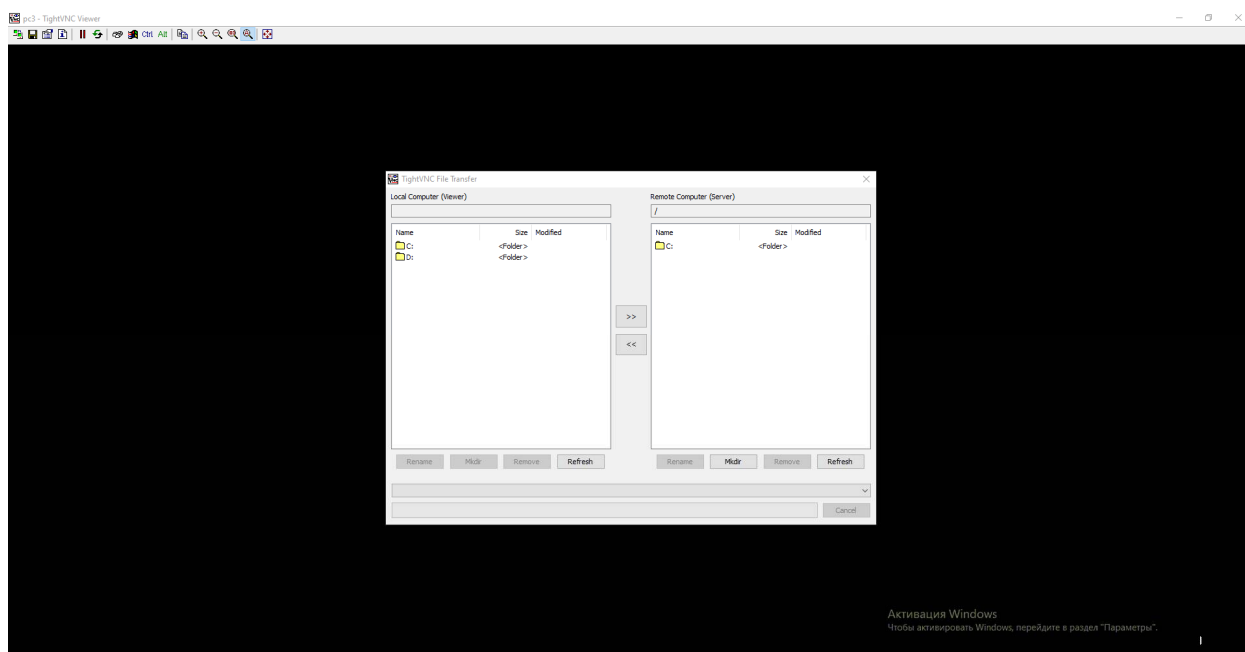 pc3 - TightVNC Viewer
Ctrl Alt
TightVNC File Transfer
Local Computer (Viewer)
Remote Computer (Server)
/
Name Size Modified
C: <Folder>
D: <Folder>
Name Size Modified
C: <Folder>
>>
<<
Rename Mkdir Remove Refresh
Rename Mkdir Remove Refresh
Cancel
Активация Windows
Чтобы активировать Windows, перейдите в раздел "Параметры".